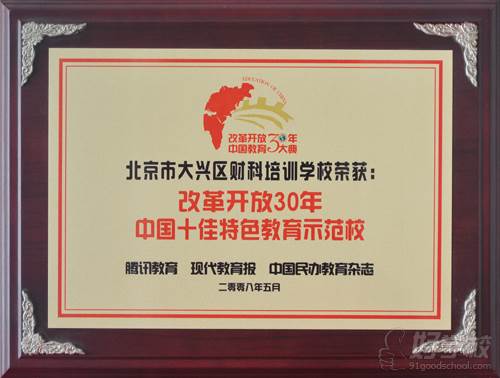 EDUCATION OF CHINA
改革开放30年
中国教育大典
北京市大兴区财科培训学校荣获：
改革开放30年
中国十佳特色教育示范校
腾讯教育 现代教育报 中国民办教育杂志
二零零八年五月
好学校
91goodschool.com